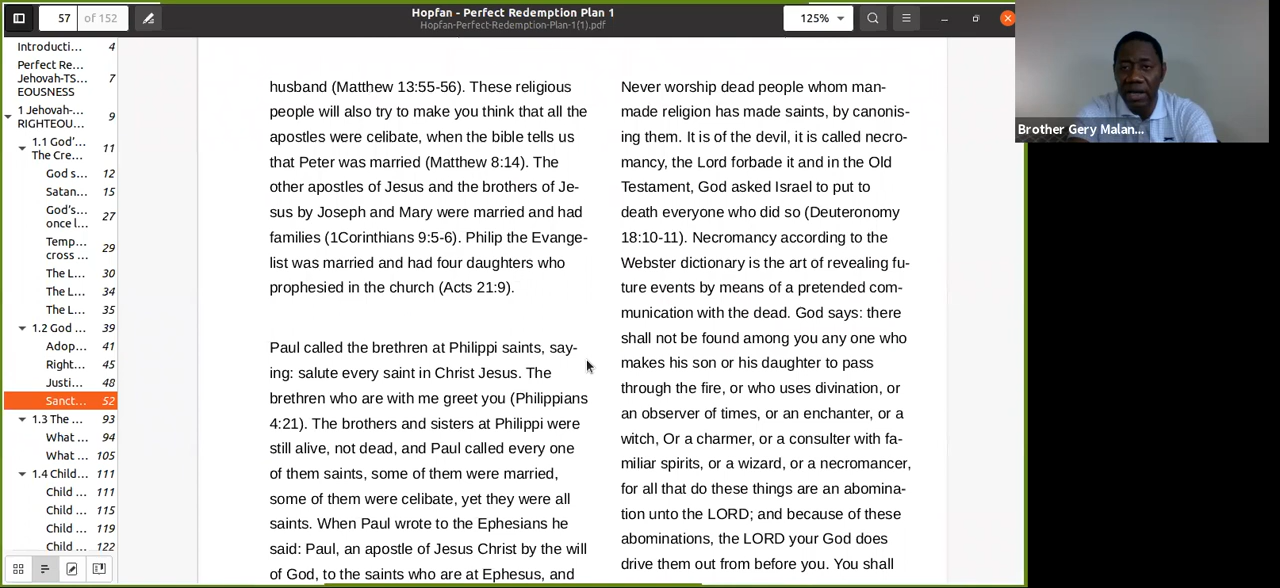 57
of 152
Hopfan - Perfect Redemption Plan 1
Hopfan-Perfect-Redemption-Plan-1(1).pdf
125%
Introducti... 4
Perfect Re...
Jehovah-TS... 7
EOUSNESS
1 Jehovah-... 9
RIGHTEOU...
1.1 God'... 11
The Cre...
God s... 12
Satan... 15
God's... 27
once l...
Temp... 29
cross ...
The L... 30
The L... 34
The L... 35
1.2 God ... 39
Adop... 41
Right... 45
Justi... 48
Sanct... 52
1.3 The ... 93
What ... 94
What ... 105
1.4 Child... 111
Child ... 111
Child ... 115
Child ... 119
Child ... 122
husband (Matthew 13:55-56). These religious
people will also try to make you think that all the
apostles were celibate, when the bible tells us
that Peter was married (Matthew 8:14). The
other apostles of Jesus and the brothers of Je-
sus by Joseph and Mary were married and had
families (1Corinthians 9:5-6). Philip the Evange-
list was married and had four daughters who
prophesied in the church (Acts 21:9).
Paul called the brethren at Philippi saints, say-
ing: salute every saint in Christ Jesus. The
brethren who are with me greet you (Philippians
4:21). The brothers and sisters at Philippi were
still alive, not dead, and Paul called every one
of them saints, some of them were married,
some of them were celibate, yet they were all
saints. When Paul wrote to the Ephesians he
said: Paul, an apostle of Jesus Christ by the will
of God, to the saints who are at Ephesus, and
Never worship dead people whom man-
made religion has made saints, by canonis-
ing them. It is of the devil, it is called necro-
mancy, the Lord forbade it and in the Old
Testament, God asked Israel to put to
death everyone who did so (Deuteronomy
18:10-11). Necromancy according to the
Webster dictionary is the art of revealing fu-
ture events by means of a pretended com-
munication with the dead. God says: there
shall not be found among you any one who
makes his son or his daughter to pass
through the fire, or who uses divination, or
an observer of times, or an enchanter, or a
witch, Or a charmer, or a consulter with fa-
miliar spirits, or a wizard, or a necromancer,
for all that do these things are an abomina-
tion unto the LORD; and because of these
abominations, the LORD your God does
drive them out from before you. You shall
Brother Gery Malan...